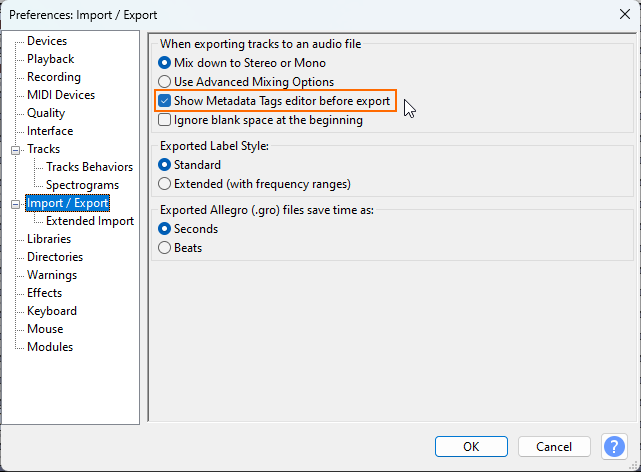 Preferences: Import / Export
Devices
Playback
Recording
MIDI Devices
Quality
Interface
Tracks
Tracks Behaviors
Spectrograms
Import / Export
Extended Import
Libraries
Directories
Warnings
Effects
Keyboard
Mouse
Modules
When exporting tracks to an audio file
Mix down to Stereo or Mono
Use Advanced Mixing Options
Show Metadata Tags editor before export
Ignore blank space at the beginning
Exported Label Style:
Standard
Extended (with frequency ranges)
Exported Allegro (.gro) files save time as:
Seconds
Beats
OK
Cancel
?